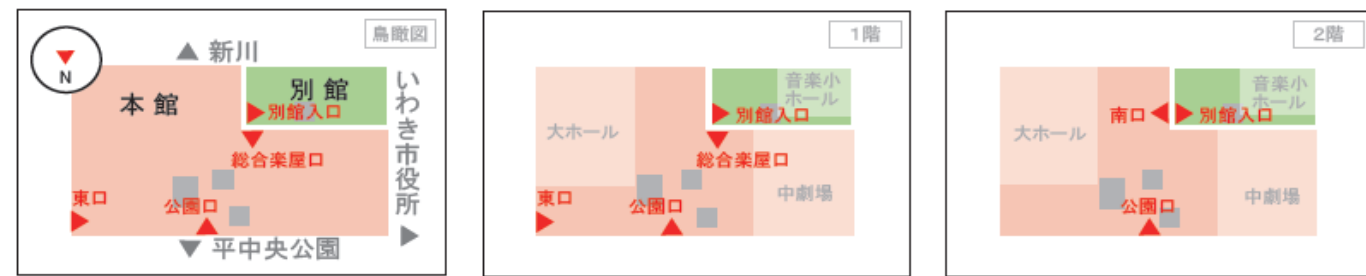 鳥瞰図
N
▲ 新川
本館
別館
別館入口
いわき市役所
総合楽屋口
東口
公園口
▼ 平中央公園
1階
音楽小
ホール
別館入口
大ホール
総合楽屋口
中劇場
東口
公園口
2階
音楽小
ホール
南口
別館入口
大ホール
中劇場
公園口